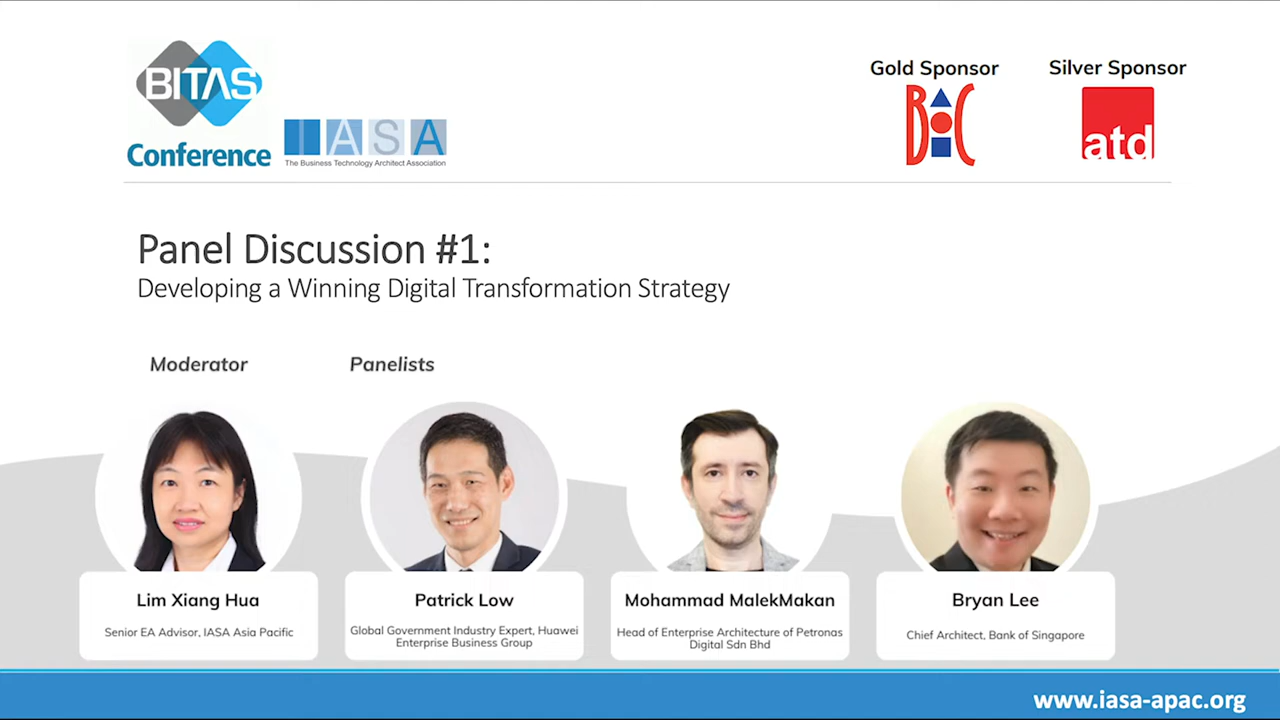 BITAS
Conference
IASA
The Business Technology Architect Association
Gold Sponsor
BAC
Silver Sponsor
atd
Panel Discussion #1:
Developing a Winning Digital Transformation Strategy
Moderator
Panelists
Lim Xiang Hua
Senior EA Advisor, IASA Asia Pacific
Patrick Low
Global Government Industry Expert, Huawei
Enterprise Business Group
Mohammad MalekMakan
Head of Enterprise Architecture of Petronas
Digital Sdn Bhd
Bryan Lee
Chief Architect, Bank of Singapore
www.iasa-apac.org